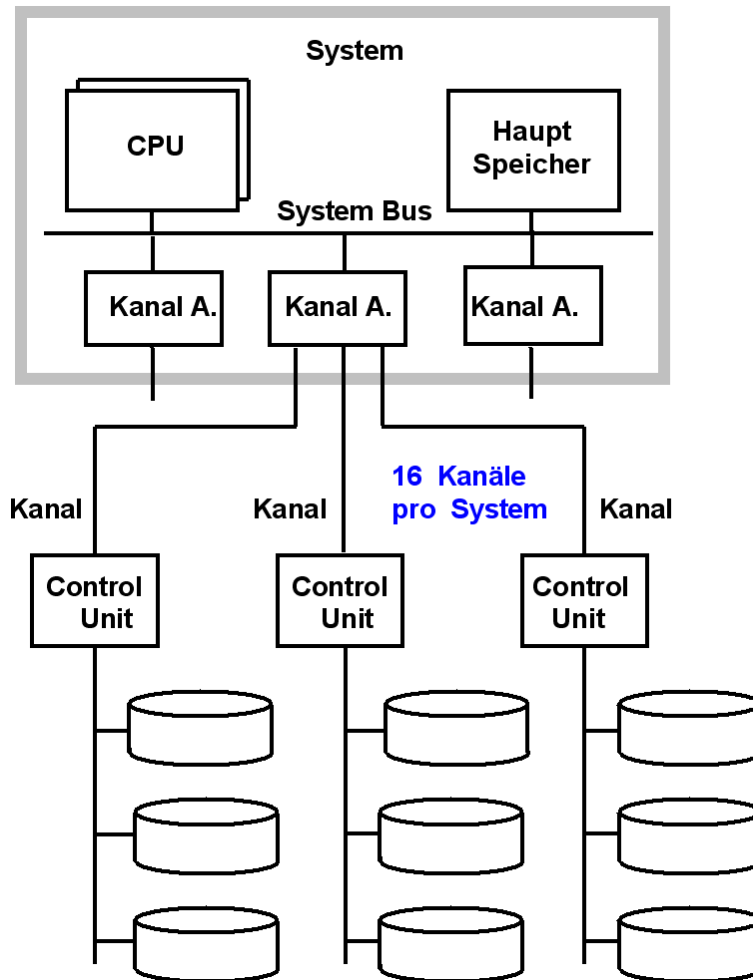 System
CPU
Haupt
Speicher
System Bus
Kanal A.
Kanal A.
Kanal A.
16 Kanäle
pro System
Kanal
Kanal
Kanal
Control
Unit
Control
Unit
Control
Unit